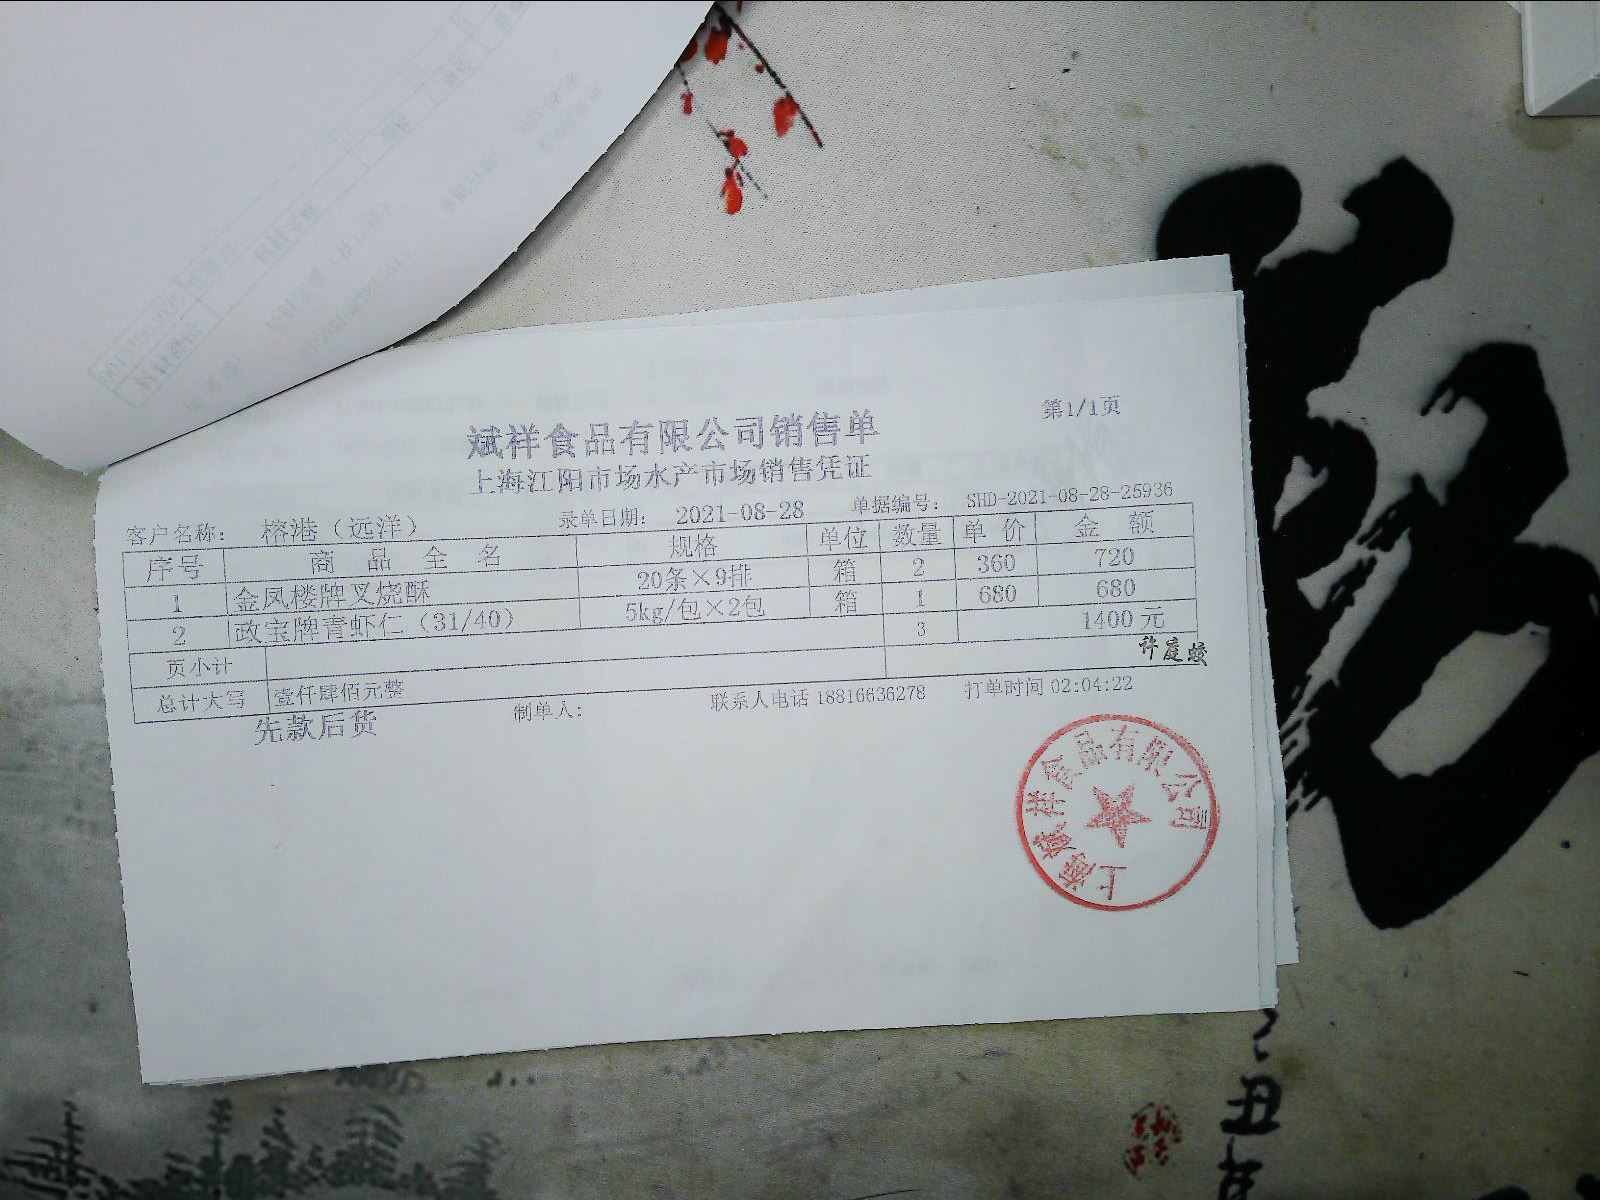 第1/1页
斌祥食品有限公司销售单
上海江阳市场水产市场销售凭证
客户名称: 榕港（远洋） 录单日期: 2021-08-28 单据编号: SHD-2021-08-28-25936
序号 商品全名 规格 单位 数量 单价 金额
1 金凤楼牌叉烧酥 20条×9排 箱 2 360 720
2 政宝牌青虾仁（31/40） 5kg/包×2包 箱 1 680 680
页小计 3 1400元
总计大写 壹仟肆佰元整 许庭蛟
先款后货 制单人: 联系人电话 18816636278 打单时间 02:04:22
上海斌祥食品有限公司
丑